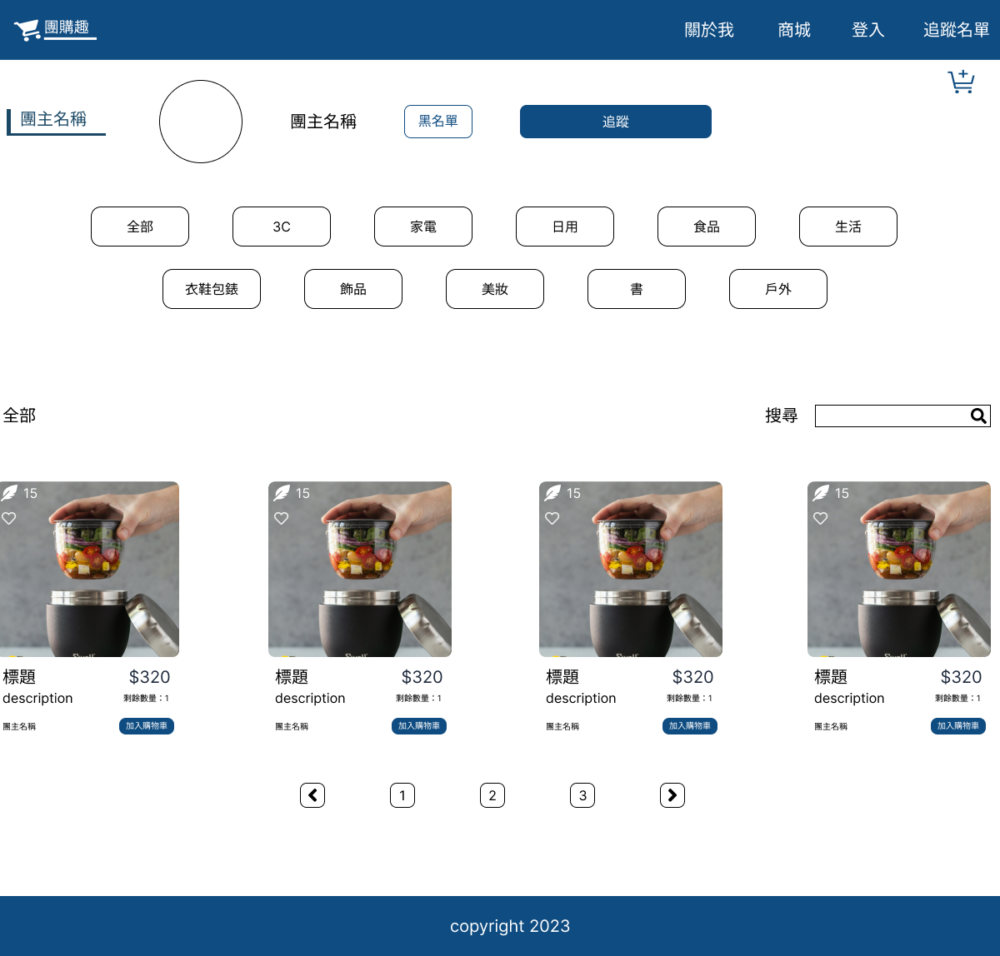 團購趣
關於我 商城 登入 追蹤名單
團主名稱
團主名稱 黑名單 追蹤
全部 3C 家電 日用 食品 生活
衣鞋包錶 飾品 美妝 書 戶外
全部 搜尋
15 15 15 15
標題 $320 標題 $320 標題 $320 標題 $320
description 剩餘數量：1 description 剩餘數量：1 description 剩餘數量：1 description 剩餘數量：1
團主名稱 加入購物車 團主名稱 加入購物車 團主名稱 加入購物車 團主名稱 加入購物車
1 2 3
copyright 2023